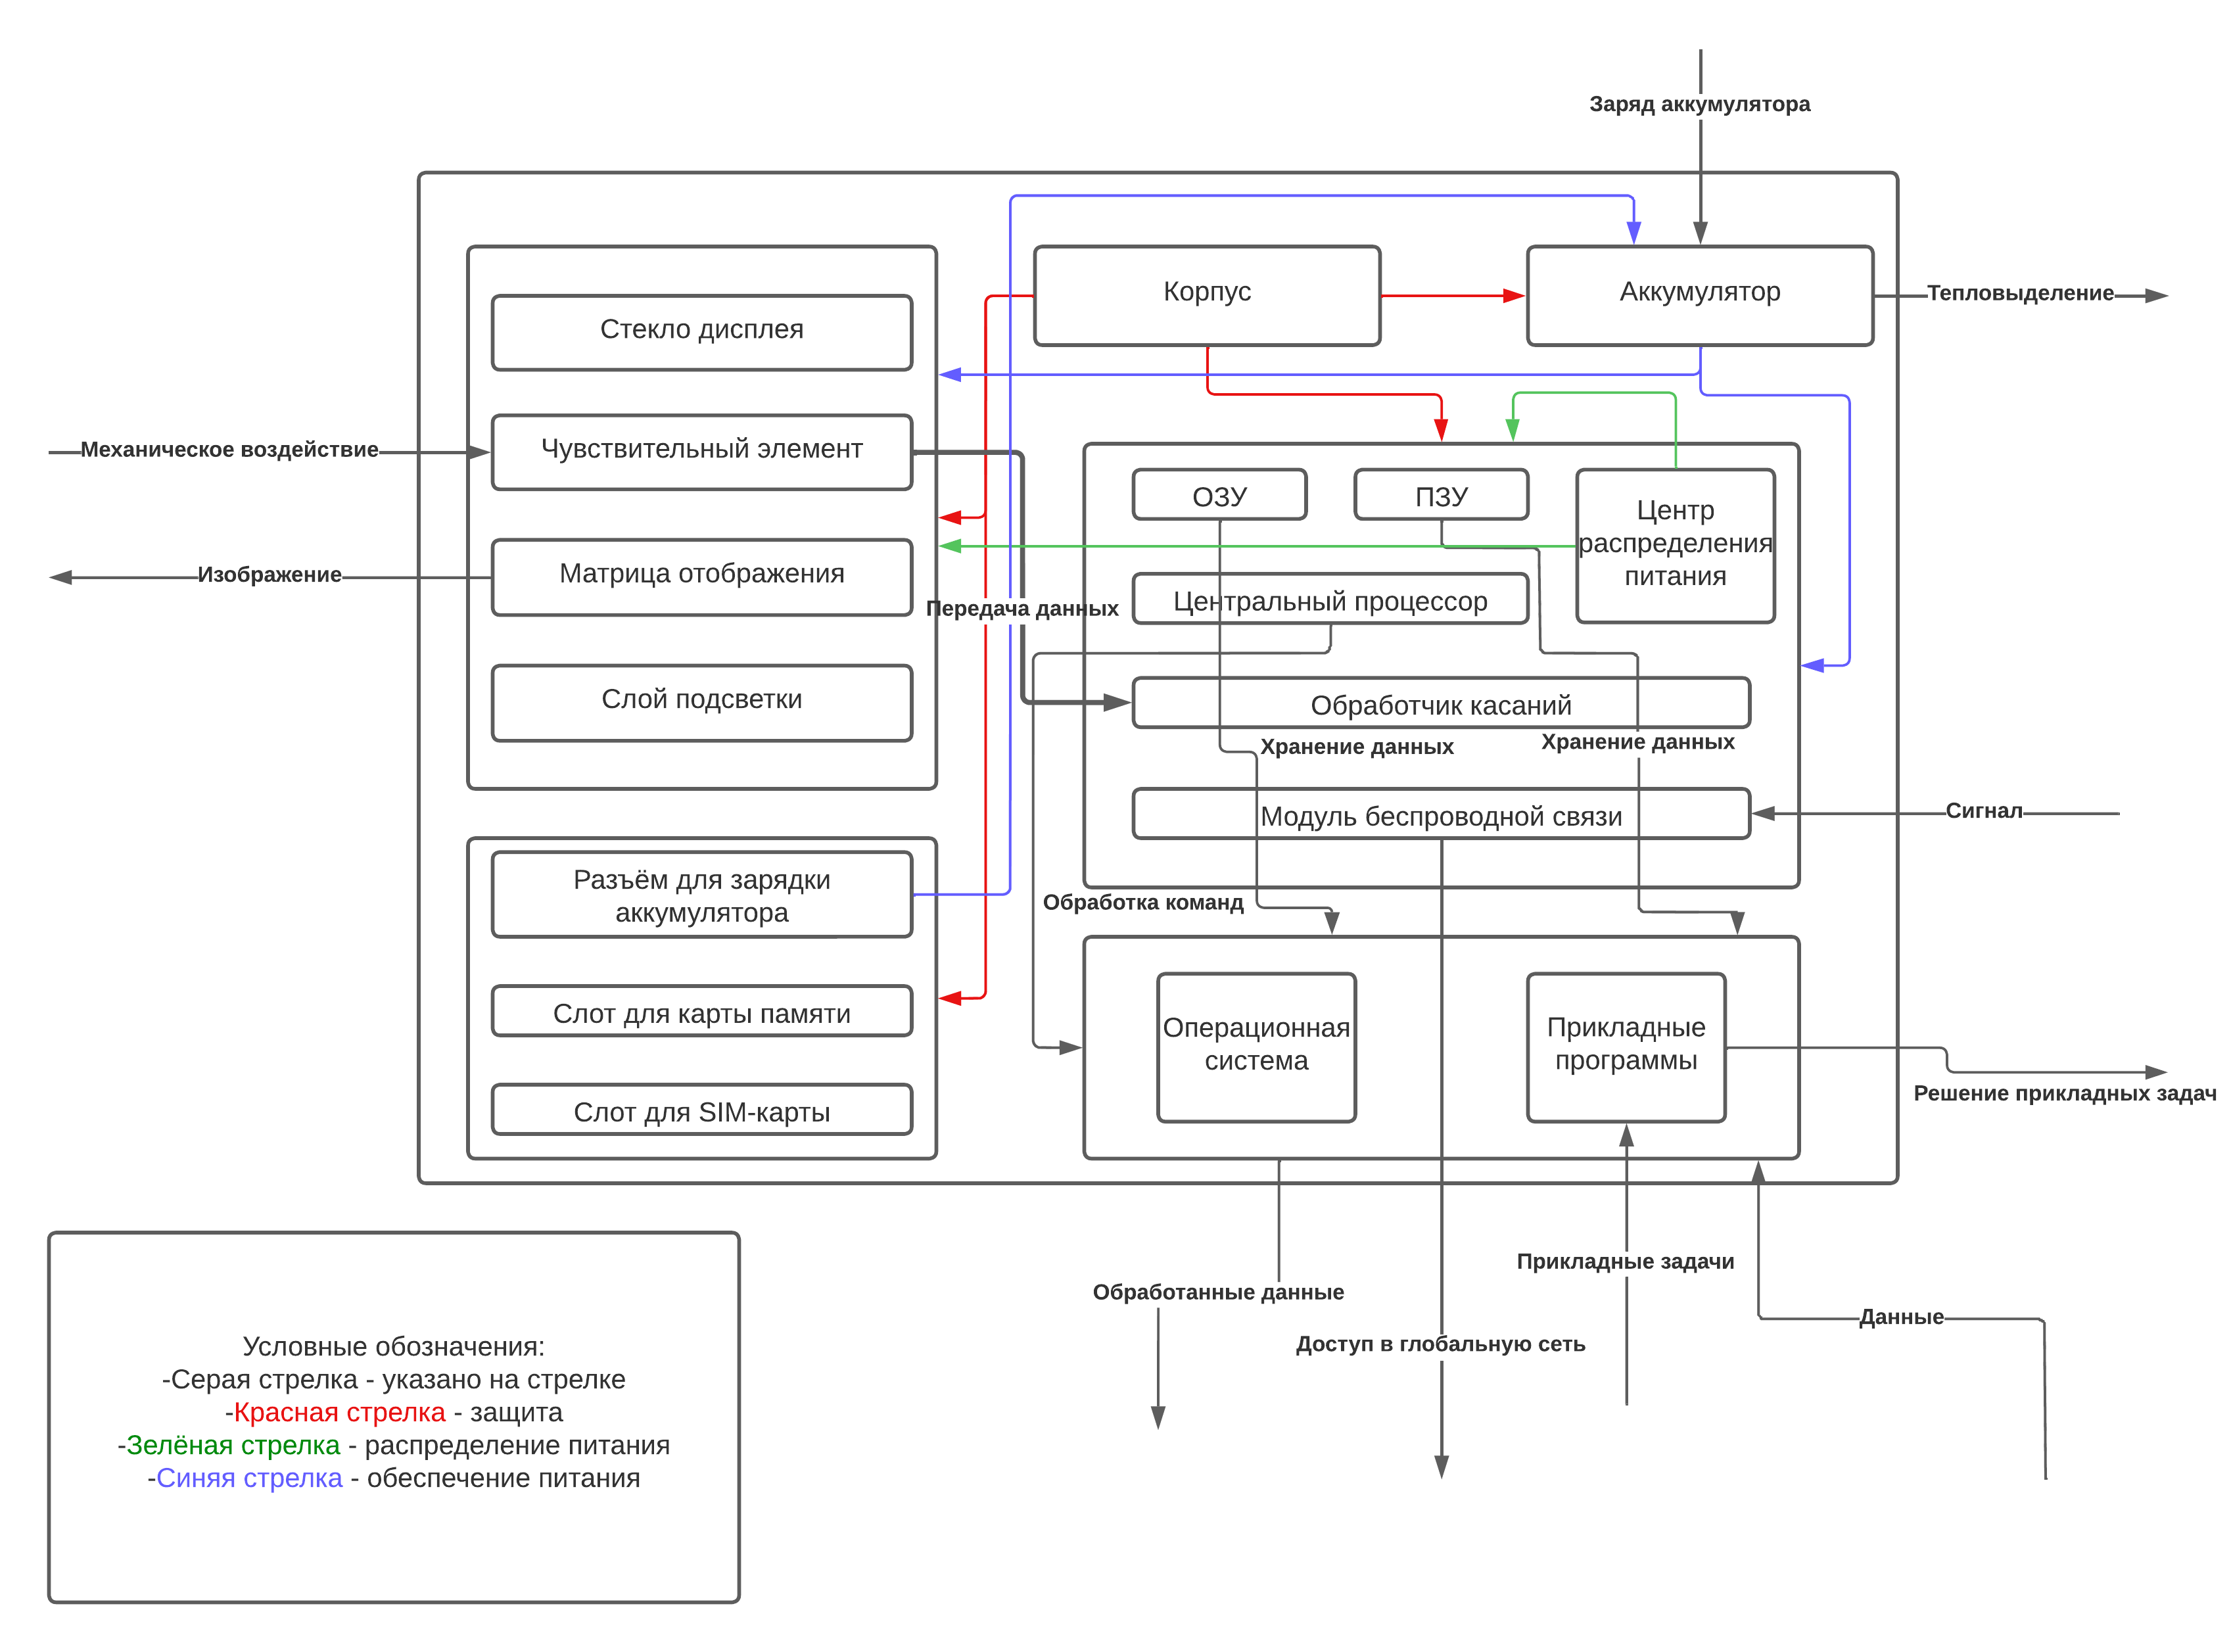 Заряд аккумулятора
Корпус
Аккумулятор
Тепловыделение
Стекло дисплея
Механическое воздействие
Чувствительный элемент
Изображение
Матрица отображения
Слой подсветки
Передача данных
ОЗУ
ПЗУ
Центр
распределения
питания
Центральный процессор
Обработчик касаний
Хранение данных
Хранение данных
Модуль беспроводной связи
Сигнал
Разъём для зарядки
аккумулятора
Обработка команд
Слот для карты памяти
Слот для SIM-карты
Операционная
система
Прикладные
программы
Решение прикладных задач
Обработанные данные
Прикладные задачи
Данные
Доступ в глобальную сеть
Условные обозначения:
-Серая стрелка - указано на стрелке
-Красная стрелка - защита
-Зелёная стрелка - распределение питания
-Синяя стрелка - обеспечение питания